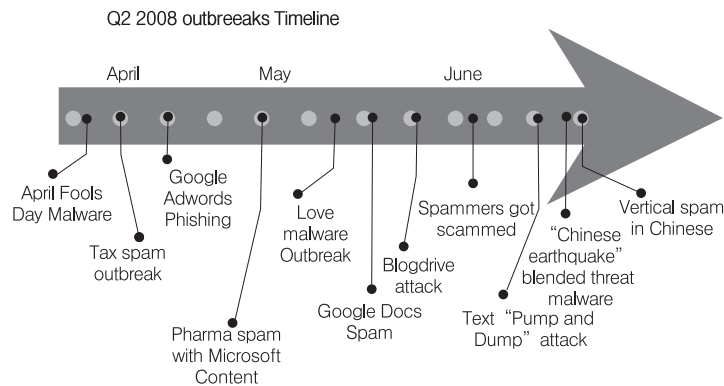 Q2 2008 outbreeaks Timeline
April
May
June
April Fools
Day Malware
Tax spam
outbreak
Google
Adwords
Phishing
Pharma spam
with Microsoft
Content
Love
malware
Outbreak
Google Docs
Spam
Blogdrive
attack
Spammers got
scammed
Text “Pump and
Dump” attack
“Chinese
earthquake”
blended threat
malware
Vertical spam
in Chinese